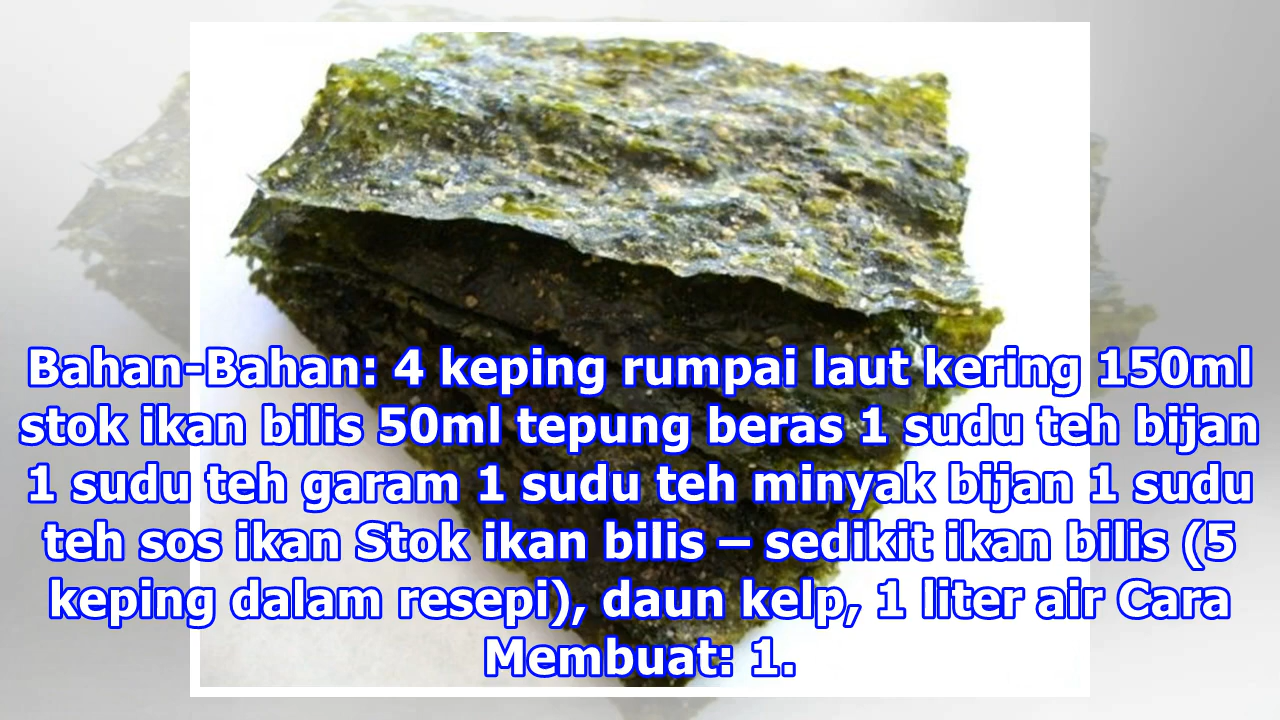 Bahan-Bahan: 4 keping rumpai laut kering 150ml
stok ikan bilis 50ml tepung beras 1 sudu teh bijan
1 sudu teh garam 1 sudu teh minyak bijan 1 sudu
teh sos ikan Stok ikan bilis – sedikit ikan bilis (5
keping dalam resepi), daun kelp, 1 liter air Cara
Membuat: 1.